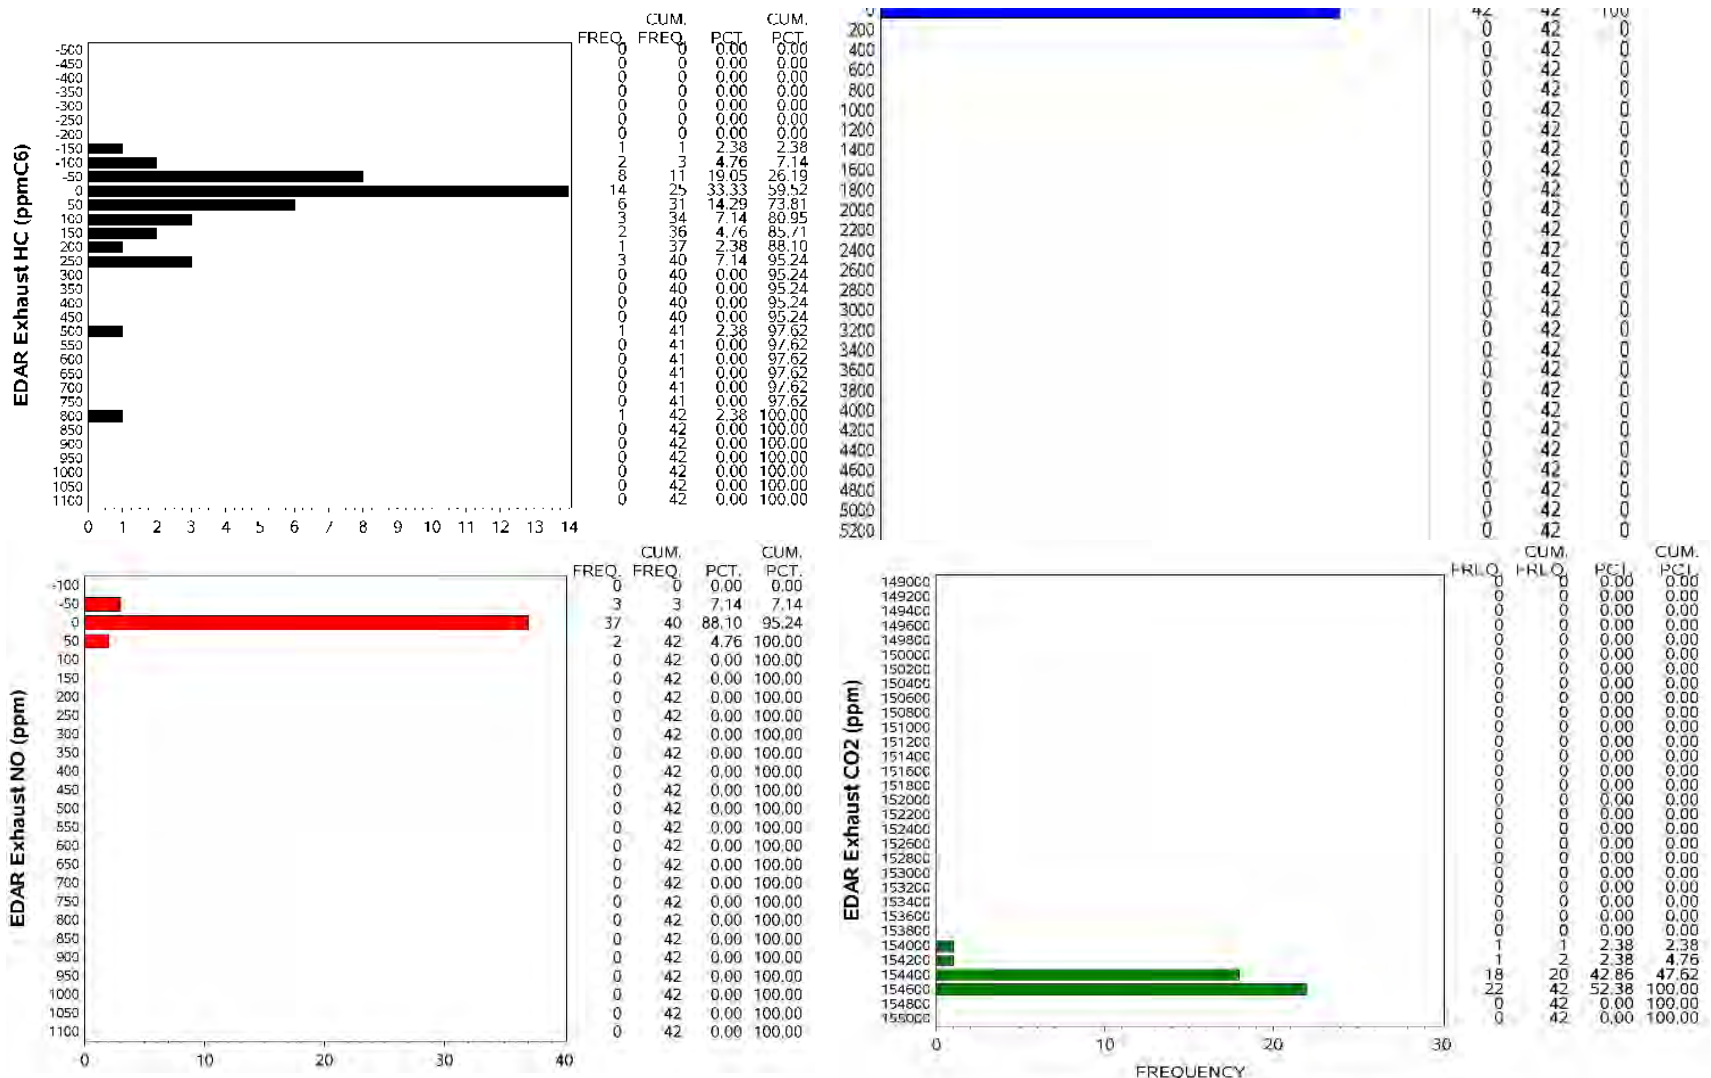 CUM. CUM.
FREQ. FREQ. PCT. PCT.
-500 0 0 0.00 0.00
-450 0 0 0.00 0.00
-400 0 0 0.00 0.00
-350 0 0 0.00 0.00
-300 0 0 0.00 0.00
-250 0 0 0.00 0.00
-200 0 0 0.00 0.00
-150 1 1 2.38 2.38
-100 2 3 4.76 7.14
-50 8 11 19.05 26.19
0 14 25 33.33 59.52
50 6 31 14.29 73.81
100 3 34 7.14 80.95
150 2 36 4.76 85.71
200 1 37 2.38 88.10
250 3 40 7.14 95.24
300 0 40 0.00 95.24
350 0 40 0.00 95.24
400 0 40 0.00 95.24
450 0 40 0.00 95.24
500 1 41 2.38 97.62
550 0 41 0.00 97.62
600 0 41 0.00 97.62
650 0 41 0.00 97.62
700 0 41 0.00 97.62
750 0 41 0.00 97.62
800 1 42 2.38 100.00
850 0 42 0.00 100.00
900 0 42 0.00 100.00
950 0 42 0.00 100.00
1000 0 42 0.00 100.00
1050 0 42 0.00 100.00
1100 0 42 0.00 100.00
EDAR Exhaust HC (ppmC6)
0 1 2 3 4 5 6 7 8 9 10 11 12 13 14
0 42 42 100
200 0 42 0
400 0 42 0
600 0 42 0
800 0 42 0
1000 0 42 0
1200 0 42 0
1400 0 42 0
1600 0 42 0
1800 0 42 0
2000 0 42 0
2200 0 42 0
2400 0 42 0
2600 0 42 0
2800 0 42 0
3000 0 42 0
3200 0 42 0
3400 0 42 0
3600 0 42 0
3800 0 42 0
4000 0 42 0
4200 0 42 0
4400 0 42 0
4600 0 42 0
4800 0 42 0
5000 0 42 0
5200 0 42 0
CUM. CUM.
FREQ. FREQ. PCT. PCT.
-100 0 0 0.00 0.00
-50 3 3 7.14 7.14
0 37 40 88.10 95.24
50 2 42 4.76 100.00
100 0 42 0.00 100.00
150 0 42 0.00 100.00
200 0 42 0.00 100.00
250 0 42 0.00 100.00
300 0 42 0.00 100.00
350 0 42 0.00 100.00
400 0 42 0.00 100.00
450 0 42 0.00 100.00
500 0 42 0.00 100.00
550 0 42 0.00 100.00
600 0 42 0.00 100.00
650 0 42 0.00 100.00
700 0 42 0.00 100.00
750 0 42 0.00 100.00
800 0 42 0.00 100.00
850 0 42 0.00 100.00
900 0 42 0.00 100.00
950 0 42 0.00 100.00
1000 0 42 0.00 100.00
1050 0 42 0.00 100.00
1100 0 42 0.00 100.00
EDAR Exhaust NO (ppm)
0 10 20 30 40
CUM. CUM.
FREQ. FREQ. PCT. PCT.
149000 0 0 0.00 0.00
149200 0 0 0.00 0.00
149400 0 0 0.00 0.00
149600 0 0 0.00 0.00
149800 0 0 0.00 0.00
150000 0 0 0.00 0.00
150200 0 0 0.00 0.00
150400 0 0 0.00 0.00
150600 0 0 0.00 0.00
150800 0 0 0.00 0.00
151000 0 0 0.00 0.00
151200 0 0 0.00 0.00
151400 0 0 0.00 0.00
151600 0 0 0.00 0.00
151800 0 0 0.00 0.00
152000 0 0 0.00 0.00
152200 0 0 0.00 0.00
152400 0 0 0.00 0.00
152600 0 0 0.00 0.00
152800 0 0 0.00 0.00
153000 0 0 0.00 0.00
153200 0 0 0.00 0.00
153400 0 0 0.00 0.00
153600 0 0 0.00 0.00
153800 0 0 0.00 0.00
154000 1 1 2.38 2.38
154200 1 2 2.38 4.76
154400 18 20 42.86 47.62
154600 22 42 52.38 100.00
154800 0 42 0.00 100.00
155000 0 42 0.00 100.00
EDAR Exhaust CO2 (ppm)
0 10 20 30
FREQUENCY